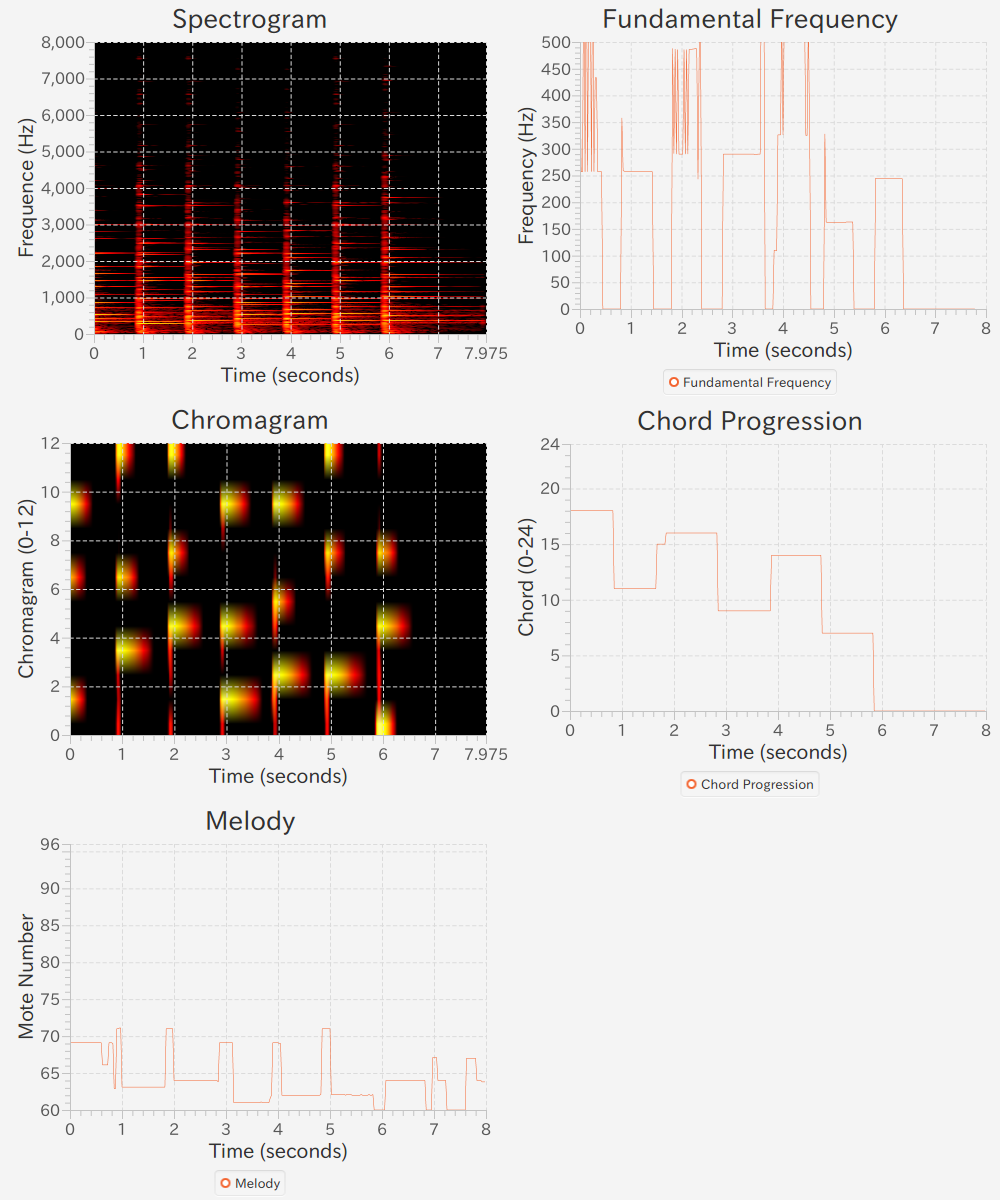 Spectrogram
8,000
7,000
6,000
5,000
4,000
3,000
2,000
1,000
0
Frequence (Hz)
0 1 2 3 4 5 6 7 7.975
Time (seconds)
Fundamental Frequency
500
450
400
350
300
250
200
150
100
50
0
Frequency (Hz)
0 1 2 3 4 5 6 7 8
Time (seconds)
Fundamental Frequency
Chromagram
12
10
8
6
4
2
0
Chromagram (0-12)
0 1 2 3 4 5 6 7 7.975
Time (seconds)
Chord Progression
24
20
15
10
5
0
Chord (0-24)
0 1 2 3 4 5 6 7 8
Time (seconds)
Chord Progression
Melody
96
90
85
80
75
70
65
60
Mote Number
0 1 2 3 4 5 6 7 8
Time (seconds)
Melody